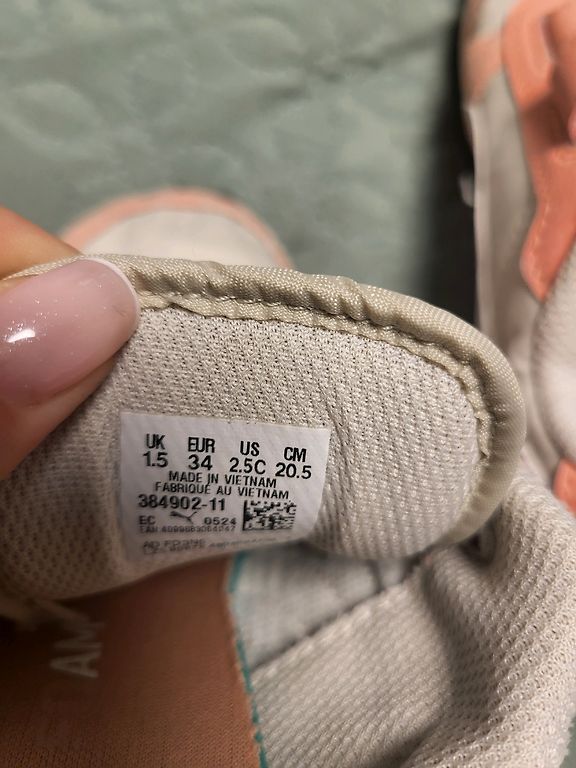 UK EUR US CM
1.5 34 2.5C 20.5
MADE IN VIETNAM
FABRIQUÉ AU VIETNAM
384902-11
EC 0524
AM